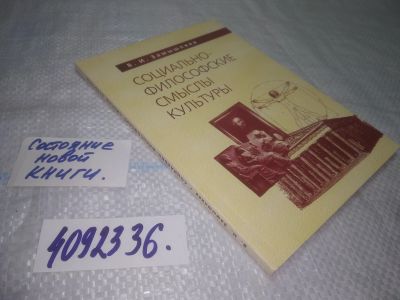 СОЦИАЛЬНО-
ФИЛОСОФСКИЕ
СМЫСЛЫ
КУЛЬТУРЫ
Состояние
новой
книги.
4092336.